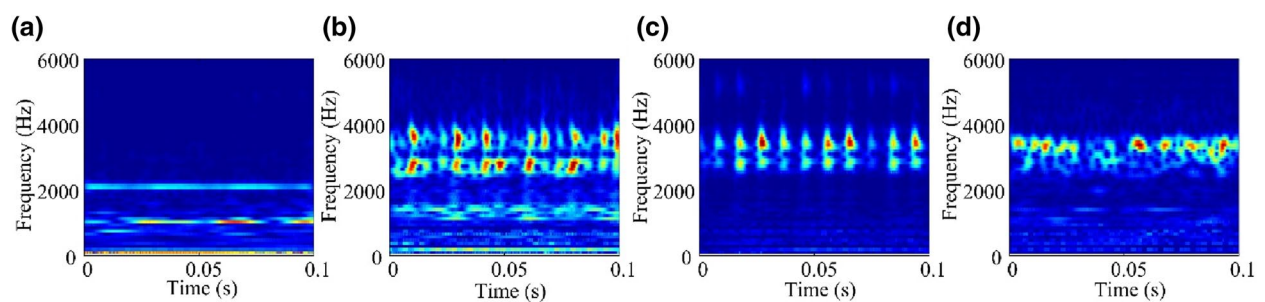 (a) (b) (c) (d)
6000 6000 6000 6000
Frequency (Hz) Frequency (Hz) Frequency (Hz) Frequency (Hz)
4000 4000 4000 4000
2000 2000 2000 2000
0 0 0 0
0 0.05 0.1 0 0.05 0.1 0 0.05 0.1 0 0.05 0.1
Time (s) Time (s) Time (s) Time (s)